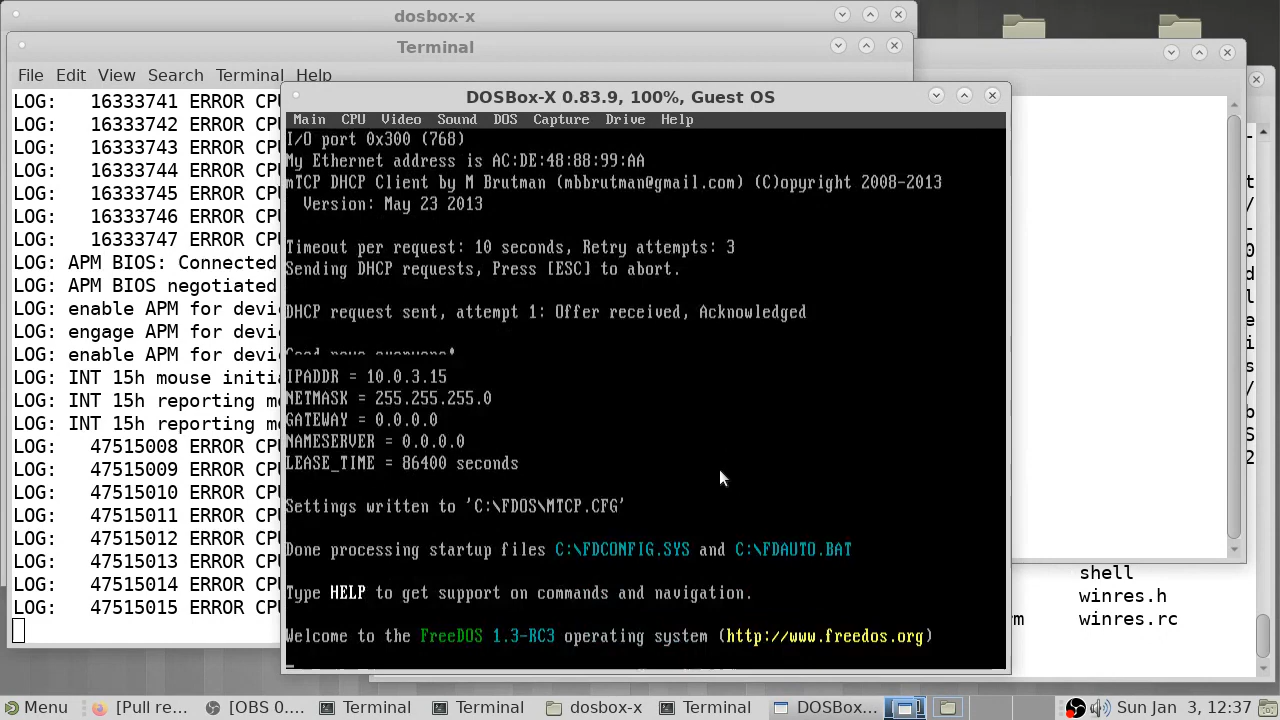 dosbox-x
Terminal
File Edit View Search Terminal Help
LOG: 16333741 ERROR CPU
LOG: 16333742 ERROR CPU
LOG: 16333743 ERROR CPU
LOG: 16333744 ERROR CPU
LOG: 16333745 ERROR CPU
LOG: 16333746 ERROR CPU
LOG: 16333747 ERROR CPU
LOG: APM BIOS: Connected
LOG: APM BIOS negotiated
LOG: enable APM for devi
LOG: engage APM for devi
LOG: enable APM for devi
LOG: INT 15h mouse initi
LOG: INT 15h reporting m
LOG: INT 15h reporting m
LOG: 47515008 ERROR CPU
LOG: 47515009 ERROR CPU
LOG: 47515010 ERROR CPU
LOG: 47515011 ERROR CPU
LOG: 47515012 ERROR CPU
LOG: 47515013 ERROR CPU
LOG: 47515014 ERROR CPU
LOG: 47515015 ERROR CPU
DOSBox-X 0.83.9, 100%, Guest OS
Main CPU Video Sound DOS Capture Drive Help
I/O port 0x300 (768)
My Ethernet address is AC:DE:48:88:99:AA
mTCP DHCP Client by M Brutman (mbbrutman@gmail.com) (C)opyright 2008-2013
Version: May 23 2013
Timeout per request: 10 seconds, Retry attempts: 3
Sending DHCP requests, Press [ESC] to abort.
DHCP request sent, attempt 1: Offer received, Acknowledged
Good news everyone!
IPADDR = 10.0.3.15
NETMASK = 255.255.255.0
GATEWAY = 0.0.0.0
NAMESERVER = 0.0.0.0
LEASE_TIME = 86400 seconds
Settings written to 'C:\FDOS\MTCP.CFG'
Done processing startup files C:\FDCONFIG.SYS and C:\FDAUTO.BAT
Type HELP to get support on commands and navigation.
Welcome to the FreeDOS 1.3-RC3 operating system (http://www.freedos.org)
shell
winres.h
rm winres.rc
Menu [Pull re... [OBS 0.... Terminal Terminal dosbox-x Terminal DOSBox... Sun Jan 3, 12:37